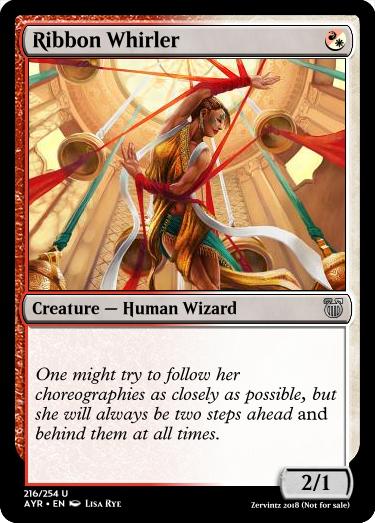 Ribbon Whirler
Creature — Human Wizard
One might try to follow her
choreographies as closely as possible, but
she will always be two steps ahead and
behind them at all times.
2/1
216/254 U
AYR • EN Lisa Rye
Zervintz 2018 (Not for sale)